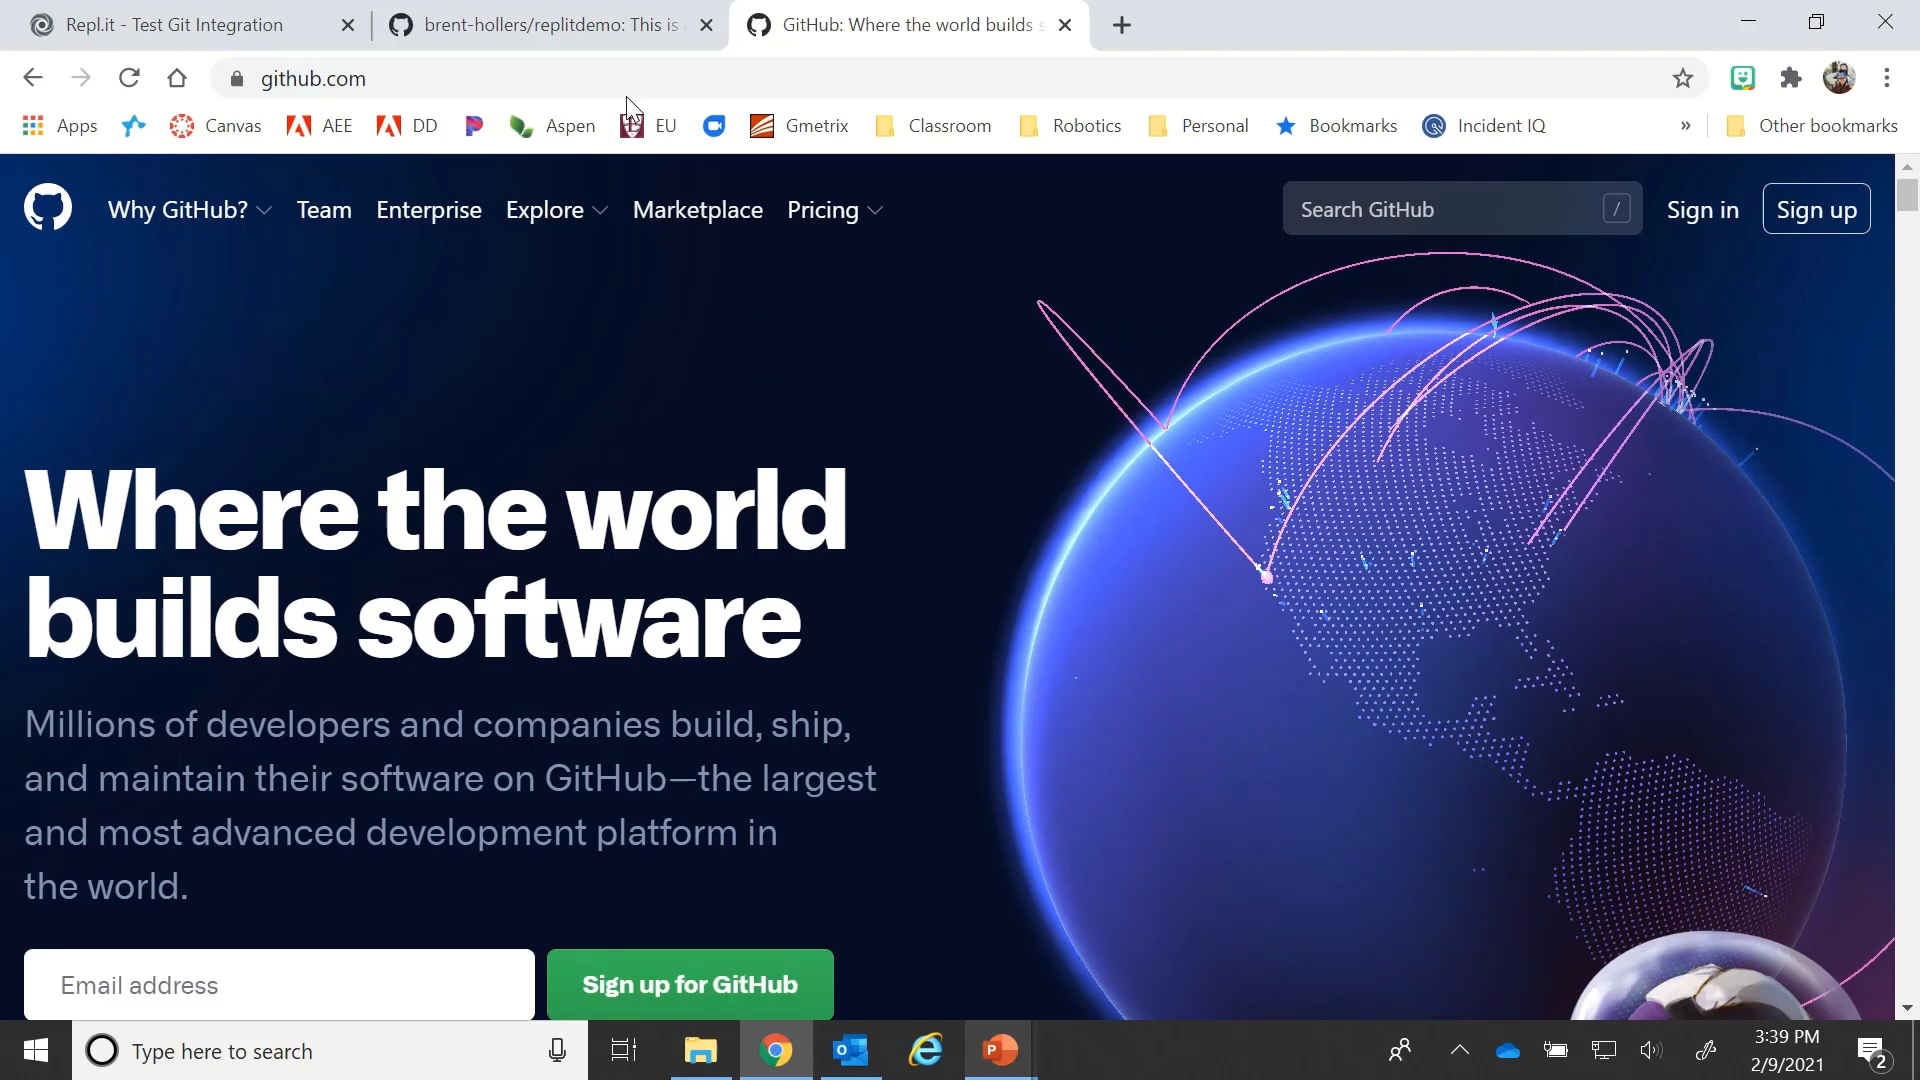 Repl.it - Test Git Integration
brent-hollers/replitdemo: This is
GitHub: Where the world builds s
github.com
Apps
Canvas
AEE
DD
Aspen
EU
Gmetrix
Classroom
Robotics
Personal
Bookmarks
Incident IQ
»
Other bookmarks
Why GitHub?
Team
Enterprise
Explore
Marketplace
Pricing
Search GitHub
/
Sign in
Sign up
Where the world
builds software
Millions of developers and companies build, ship,
and maintain their software on GitHub—the largest
and most advanced development platform in
the world.
Email address
Sign up for GitHub
Type here to search
3:39 PM
2/9/2021
2